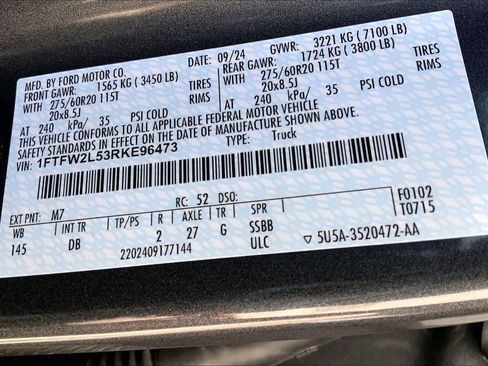 MFD. BY FORD MOTOR CO.
DATE: 09/24 GVWR: 3221 KG (7100 LB)
FRONT GAWR: 1565 KG (3450 LB)
REAR GAWR: 1724 KG (3800 LB)
275/60R20 115T TIRES
275/60R20 115T TIRES
20x8.5J RIMS
20x8.5J RIMS
AT 240 kPa/ 35 PSI COLD
AT 240 kPa/ 35 PSI COLD
THIS VEHICLE CONFORMS TO ALL APPLICABLE FEDERAL MOTOR VEHICLE
SAFETY AND THEFT PREVENTION STANDARDS IN EFFECT ON THE DATE OF MANUFACTURE SHOWN ABOVE.
VIN: 1FTFW2L53RKE96473
TYPE: Truck
EXT PNT: M7 RC: 52 DSO:
WB INT TR TP/PS R AXLE TR SPR
145 DB 2 27 G SSBB
2202409177144 ULC
F0102
T0715
▽ 5U5A-3520472-AA